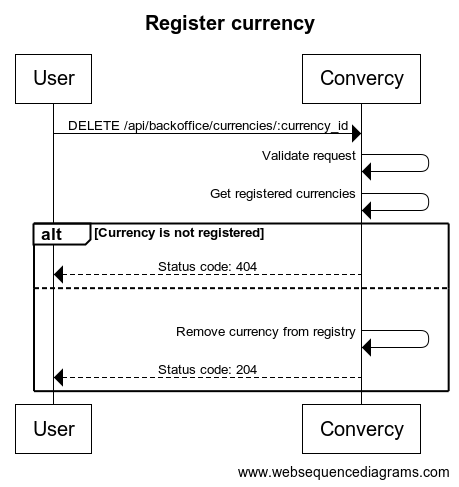 Register currency
User
Convercy
DELETE /api/backoffice/currencies/:currency_id
Validate request
Get registered currencies
alt
[Currency is not registered]
Status code: 404
Remove currency from registry
Status code: 204
User
Convercy
www.websequencediagrams.com